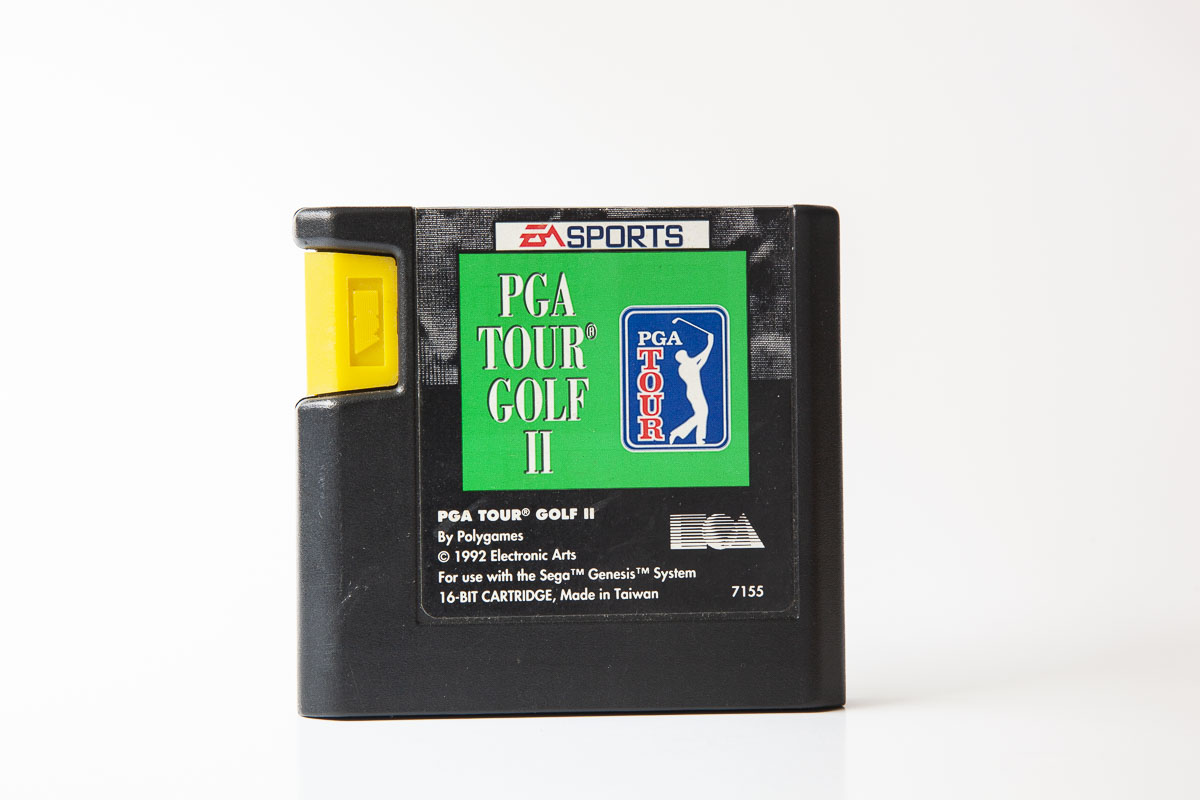 EA SPORTS
PGA
TOUR®
GOLF
II
PGA
TOUR
PGA TOUR® GOLF II
By Polygames
© 1992 Electronic Arts
For use with the Sega™ Genesis™ System
16-BIT CARTRIDGE, Made in Taiwan
7155